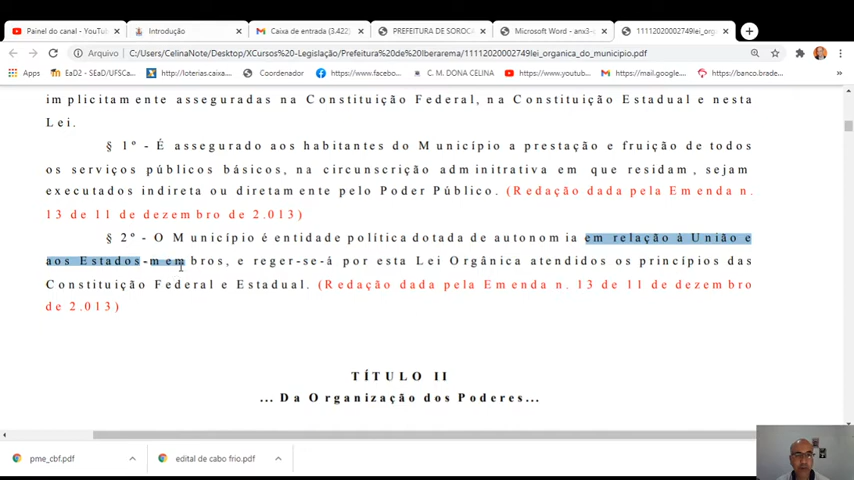 Painel do canal - YouTu
Introdução
Caixa de entrada (3.422
PREFEITURA DE SOROCA
Microsoft Word - anx3-p
11112020002749lei_orga
Arquivo
C:/Users/CelinaNote/Desktop/XCursos%20-Legislação/Prefeitura%20de%20Iberarema/11112020002749lei_organica_do_municipio.pdf
Apps
EaD2 - SEaD/UFSCa...
http://loterias.caixa...
Coordenador
https://www.facebo...
C. M. DONA CELINA
https://www.youtub...
https://mail.google....
https://banco.brade...
implicitamente asseguradas na Constituição Federal, na Constituição Estadual e nesta
Lei.
§ 1º - É assegurado aos habitantes do Município a prestação e fruição de todos
os serviços públicos básicos, na circunscrição adminitrativa em que residam, sejam
executados indireta ou diretamente pelo Poder Público. (Redação dada pela Emenda n.
13 de 11 de dezembro de 2.013)
§ 2º - O Município é entidade política dotada de autonomia em relação à União e
aos Estados-membros, e reger-se-á por esta Lei Orgânica atendidos os princípios das
Constituição Federal e Estadual. (Redação dada pela Emenda n. 13 de 11 de dezembro
de 2.013)
TÍTULO II
...Da Organização dos Poderes...
pme_cbf.pdf
edital de cabo frio.pdf